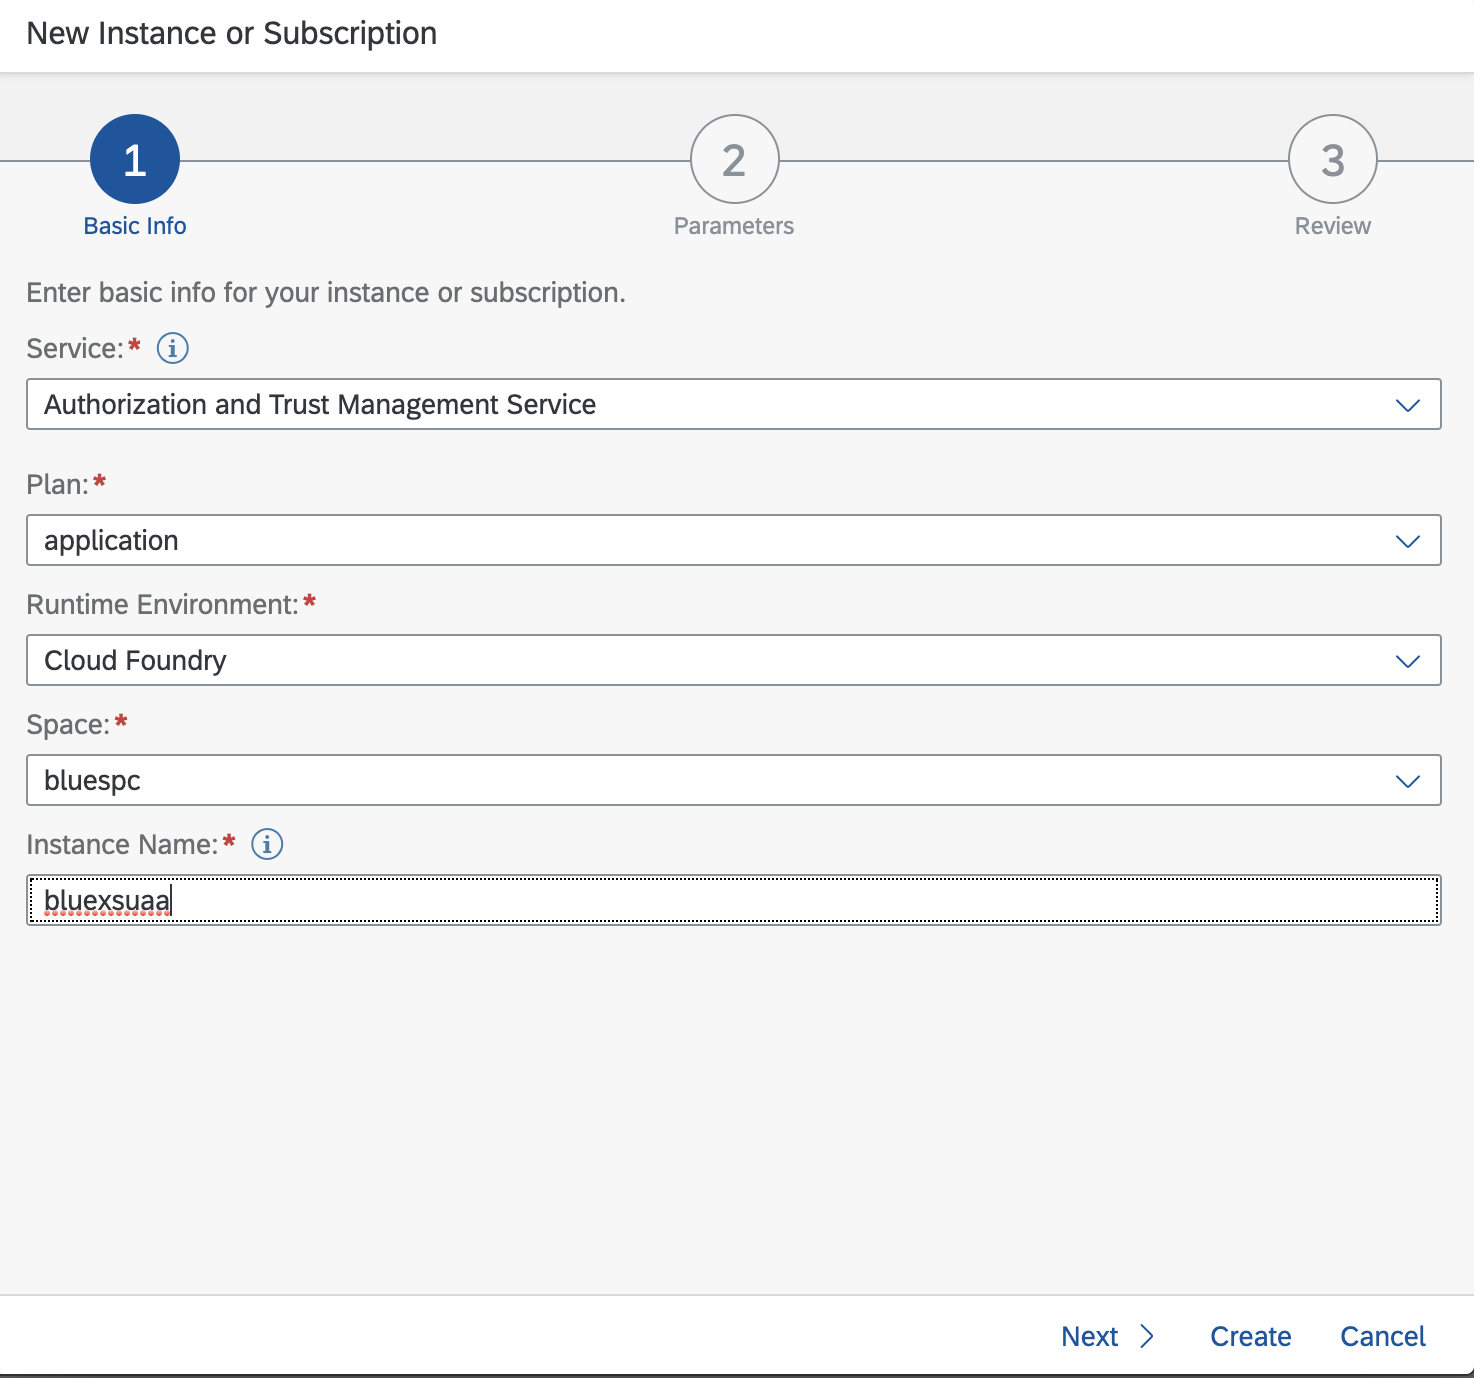 New Instance or Subscription
1
2
3
Basic Info
Parameters
Review
Enter basic info for your instance or subscription.
Service:*
Authorization and Trust Management Service
Plan:*
application
Runtime Environment:*
Cloud Foundry
Space:*
bluespc
Instance Name:*
bluexsuaa
Next
Create
Cancel